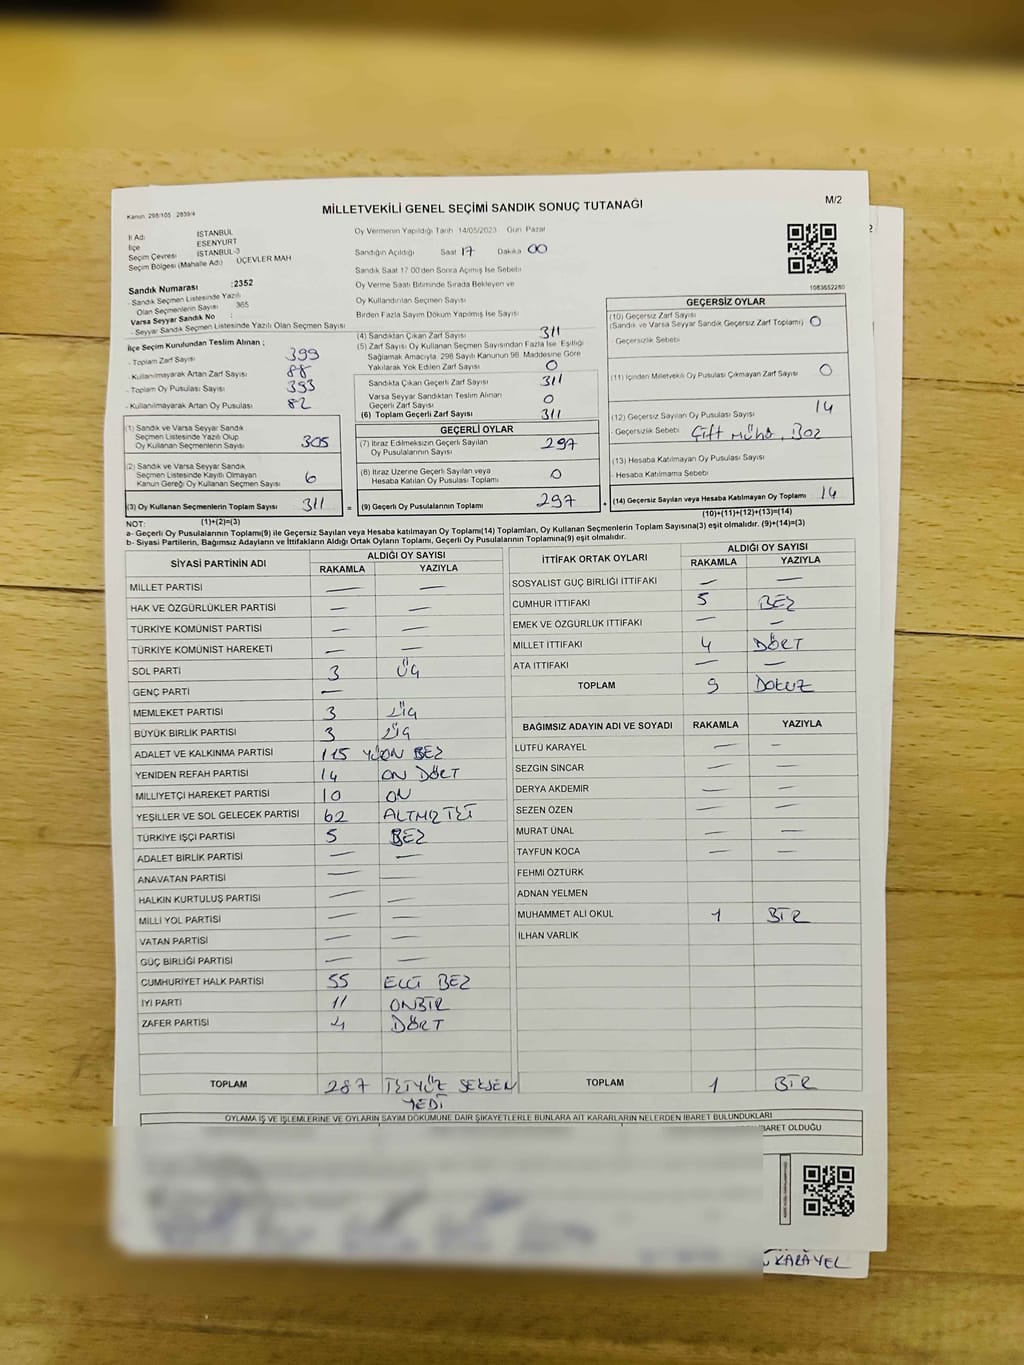 Kanun 298/105 2839/4
MİLLETVEKİLİ GENEL SEÇİMİ SANDIK SONUÇ TUTANAĞI
M/2
İl Adı İSTANBUL
İlçe ESENYURT
Seçim Çevresi İSTANBUL-3
Seçim Bölgesi (Mahalle Adı) ÜÇEVLER MAH
Sandık Numarası :2352
- Sandık Seçmen Listesinde Yazılı
Olan Seçmenlerin Sayısı : 365
Varsa Seyyar Sandık No :
- Seyyar Sandık Seçmen Listesinde Yazılı Olan Seçmen Sayısı
Oy Vermenin Yapıldığı Tarih 14/05/2023 Gün Pazar
Sandığın Açıldığı Saat 17 Dakika 00
Sandık Saat 17:00'den Sonra Açılmış İse Sebebi
Oy Verme Saati Bitiminde Sırada Bekleyen ve
Oy Kullandırılan Seçmen Sayısı
Birden Fazla Sayım Döküm Yapılmış İse Sayısı
1083652280
İlçe Seçim Kurulundan Teslim Alınan ;
- Toplam Zarf Sayısı 399
- Kullanılmayarak Artan Zarf Sayısı 88
- Toplam Oy Pusulası Sayısı 393
- Kullanılmayarak Artan Oy Pusulası 82
(1) Sandık ve Varsa Seyyar Sandık
Seçmen Listesinde Yazılı Olup
Oy Kullanan Seçmenlerin Sayısı 305
(2) Sandık ve Varsa Seyyar Sandık
Seçmen Listesinde Kayıtlı Olmayan
Kanun Gereği Oy Kullanan Seçmen Sayısı 6
(3) Oy Kullanan Seçmenlerin Toplam Sayısı 311
(1)+(2)=(3)
(4) Sandıktan Çıkan Zarf Sayısı 311
(5) Zarf Sayısı Oy Kullanan Seçmen Sayısından Fazla İse, Eşitliği
Sağlamak Amacıyla, 298 Sayılı Kanunun 98. Maddesine Göre
Yakılarak Yok Edilen Zarf Sayısı 0
Sandıkta Çıkan Geçerli Zarf Sayısı 311
Varsa Seyyar Sandıktan Teslim Alınan
Geçerli Zarf Sayısı 0
(6) Toplam Geçerli Zarf Sayısı 311
GEÇERLİ OYLAR
(7) İtiraz Edilmeksizin Geçerli Sayılan
Oy Pusulalarının Sayısı 297
(8) İtiraz Üzerine Geçerli Sayılan veya
Hesaba Katılan Oy Pusulası Toplamı 0
= (9) Geçerli Oy Pusulalarının Toplamı 297
GEÇERSİZ OYLAR
(10) Geçersiz Zarf Sayısı
(Sandık ve Varsa Seyyar Sandık Geçersiz Zarf Toplamı) 0
- Geçersizlik Sebebi
(11) İçinden Milletvekili Oy Pusulası Çıkmayan Zarf Sayısı 0
(12) Geçersiz Sayılan Oy Pusulası Sayısı 14
- Geçersizlik Sebebi Çift Mühü, Boz
(13) Hesaba Katılmayan Oy Pusulası Sayısı
- Hesaba Katılmama Sebebi
+ (14) Geçersiz Sayılan veya Hesaba Katılmayan Oy Toplamı 14
(10)+(11)+(12)+(13)=(14)
NOT:
a- Geçerli Oy Pusulalarının Toplamı(9) ile Geçersiz Sayılan veya Hesaba katılmayan Oy Toplamı(14) Toplamları, Oy Kullanan Seçmenlerin Toplam Sayısına(3) eşit olmalıdır. (9)+(14)=(3)
b- Siyasi Partilerin, Bağımsız Adayların ve İttifakların Aldığı Ortak Oyların Toplamı, Geçerli Oy Pusulalarının Toplamına(9) eşit olmalıdır.
SİYASİ PARTİNİN ADI ALDIĞI OY SAYISI
RAKAMLA YAZIYLA
MİLLET PARTİSİ — —
HAK VE ÖZGÜRLÜKLER PARTİSİ — —
TÜRKİYE KOMÜNİST PARTİSİ — —
TÜRKİYE KOMÜNİST HAREKETİ — —
SOL PARTİ 3 ÜÇ
GENÇ PARTİ —
MEMLEKET PARTİSİ 3 ÜÇ
BÜYÜK BİRLİK PARTİSİ 3 ÜÇ
ADALET VE KALKINMA PARTİSİ 115 YÜON BEŞ
YENİDEN REFAH PARTİSİ 14 ON DÖRT
MİLLİYETÇİ HAREKET PARTİSİ 10 ON
YEŞİLLER VE SOL GELECEK PARTİSİ 62 ALTMIŞ İKİ
TÜRKİYE İŞÇİ PARTİSİ 5 BEŞ
ADALET BİRLİK PARTİSİ — —
ANAVATAN PARTİSİ — —
HALKIN KURTULUŞ PARTİSİ — —
MİLLİ YOL PARTİSİ — —
VATAN PARTİSİ — —
GÜÇ BİRLİĞİ PARTİSİ — —
CUMHURİYET HALK PARTİSİ 55 ELLİ BEŞ
İYİ PARTİ 11 ONBİR
ZAFER PARTİSİ 4 DÖRT
TOPLAM 287 İKİYÜZ SEKSEN
YEDİ
İTTİFAK ORTAK OYLARI ALDIĞI OY SAYISI
RAKAMLA YAZIYLA
SOSYALİST GÜÇ BİRLİĞİ İTTİFAKI — —
CUMHUR İTTİFAKI 5 BEŞ
EMEK VE ÖZGÜRLÜK İTTİFAKI — —
MİLLET İTTİFAKI 4 DÖRT
ATA İTTİFAKI — —
TOPLAM 9 DOKUZ
BAĞIMSIZ ADAYIN ADI VE SOYADI RAKAMLA YAZIYLA
LÜTFÜ KARAYEL — —
SEZGİN SİNCAR — —
DERYA AKDEMİR — —
SEZEN ÖZEN — —
MURAT ÜNAL — —
TAYFUN KOCA — —
FEHMİ ÖZTÜRK
ADNAN YELMEN
MUHAMMET ALİ OKUL 1 BİR
İLHAN VARLIK
TOPLAM 1 BİR
OYLAMA İŞ VE İŞLEMLERİNE VE OYLARIN SAYIM DÖKÜMÜNE DAİR ŞİKAYETLERLE BUNLARA AİT KARARLARIN NELERDEN İBARET BULUNDUKLARI
İBARET OLDUĞU
KARAYEL